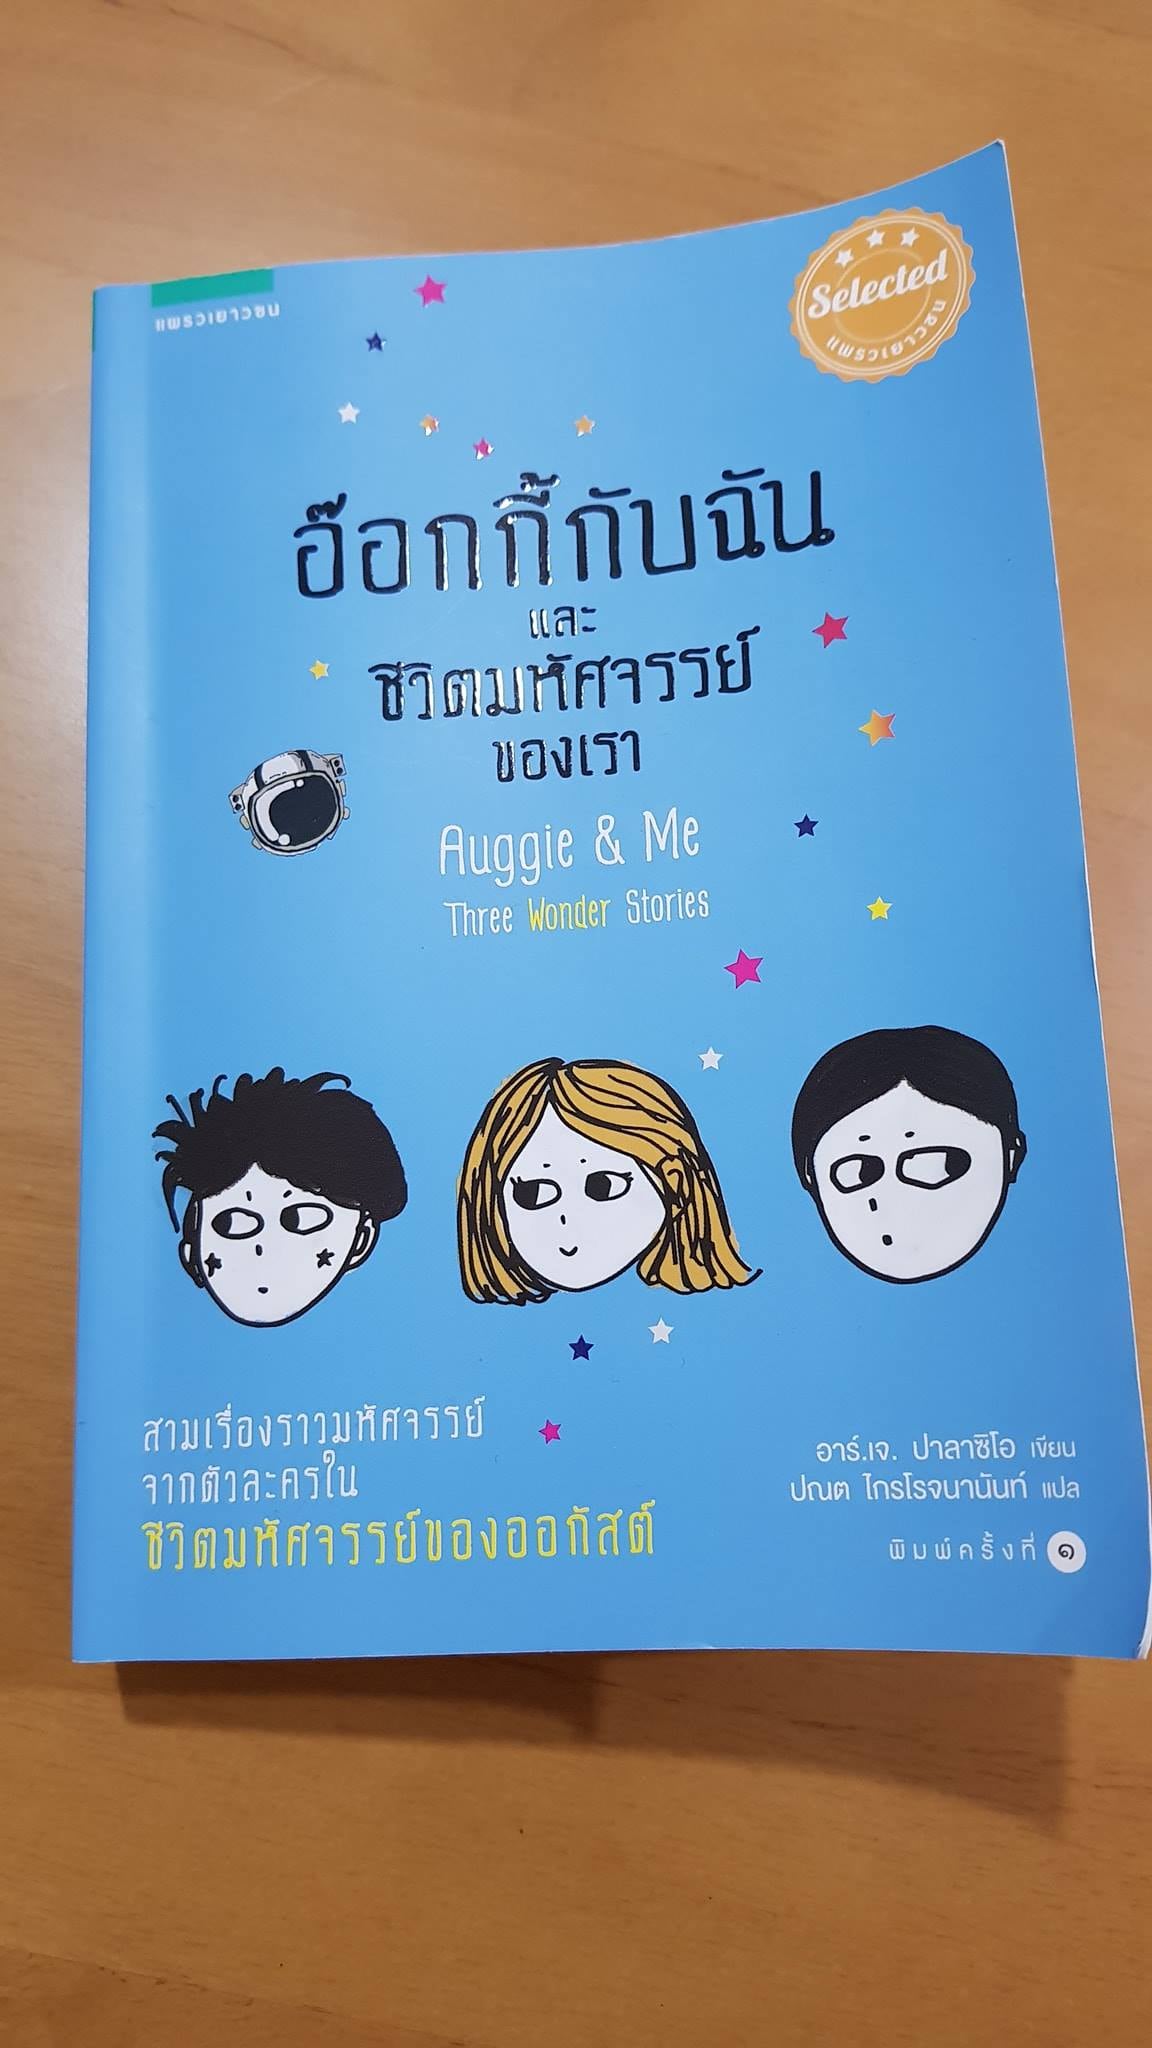 แพรวเยาวชน
Selected
แพรวเยาวชน
อ๊อกกี้กับฉัน
และ
ชีวิตมหัศจรรย์
ของเรา
Auggie & Me
Three Wonder Stories
สามเรื่องราวมหัศจรรย์
จากตัวละครใน
ชีวิตมหัศจรรย์ของออกัสต์
อาร์.เจ. ปาลาซิโอ เขียน
ปณต ไกรโรจนานันท์ แปล
พิมพ์ครั้งที่ ๑